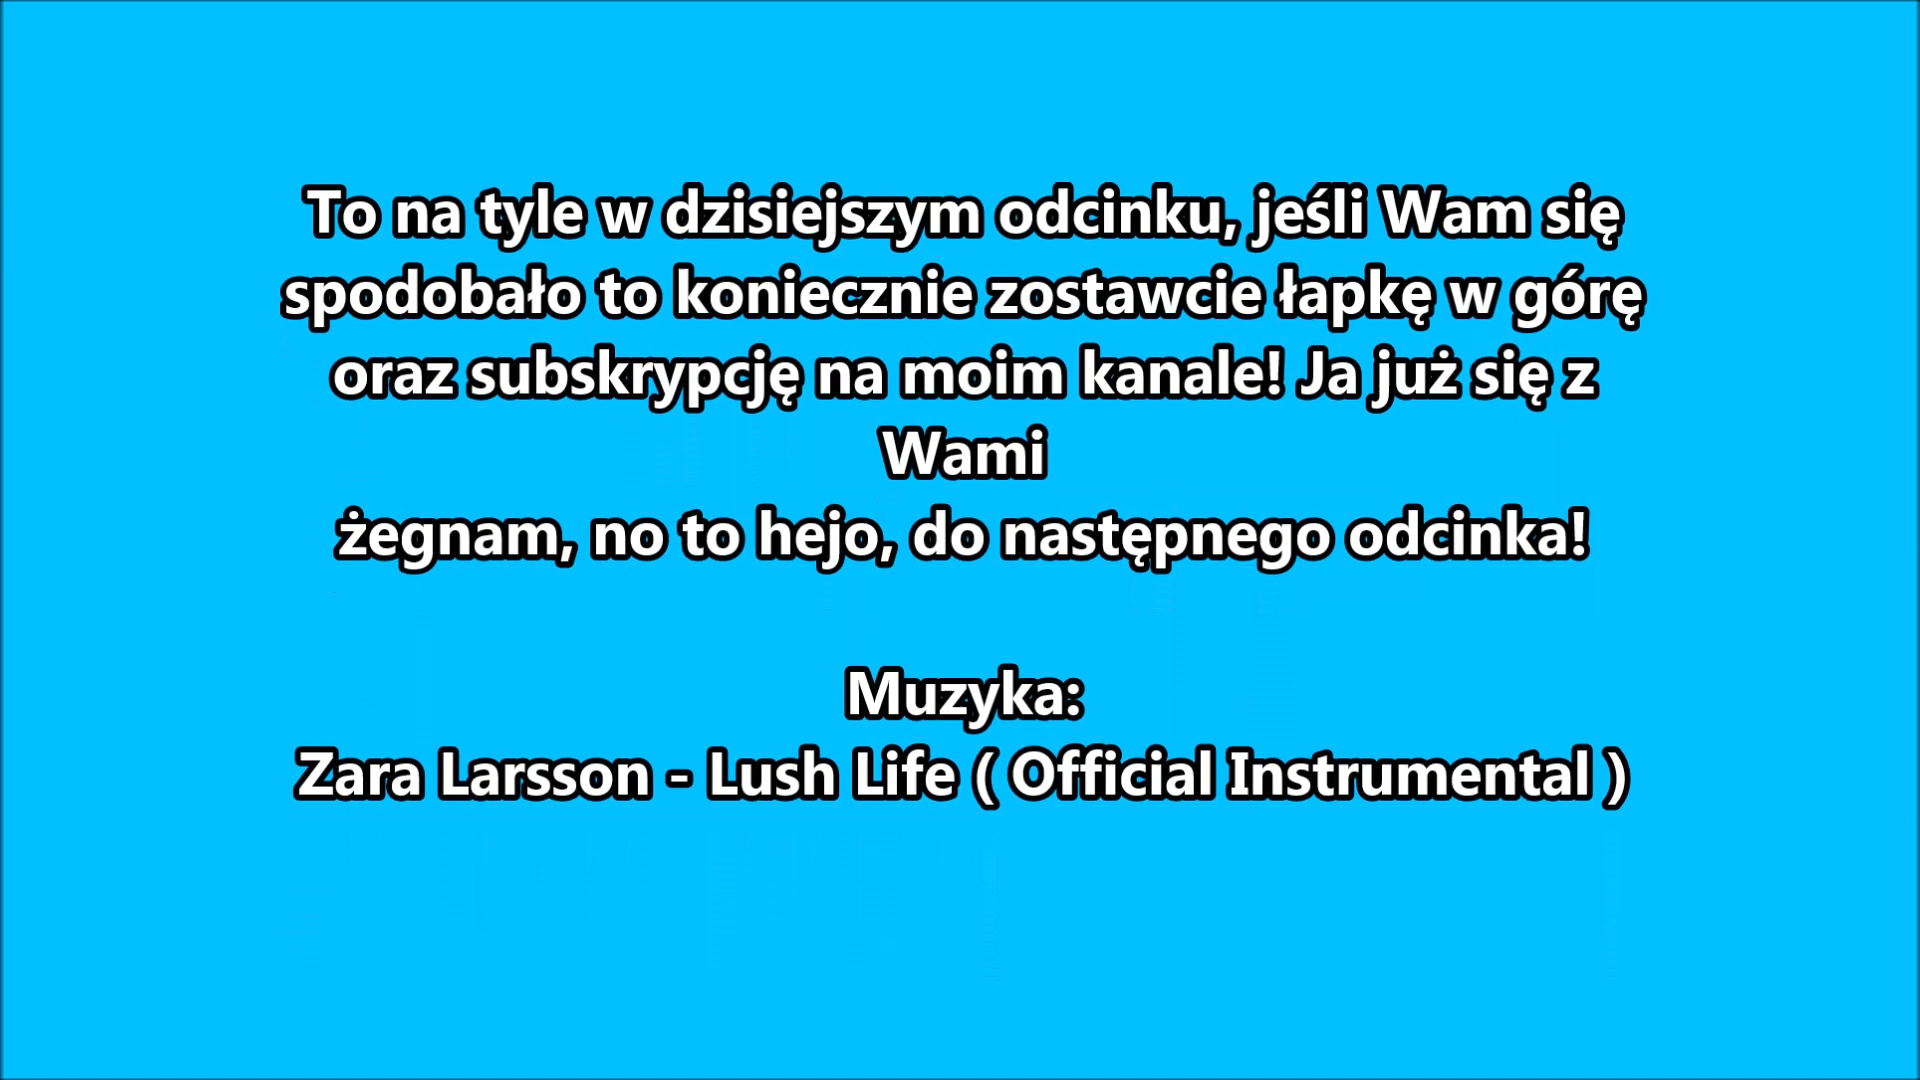 To na tyle w dzisiejszym odcinku, jeśli Wam się
spodobało to koniecznie zostawcie łapkę w górę
oraz subskrypcję na moim kanale! Ja już się z
Wami
żegnam, no to hejo, do następnego odcinka!
Muzyka:
Zara Larsson - Lush Life ( Official Instrumental )